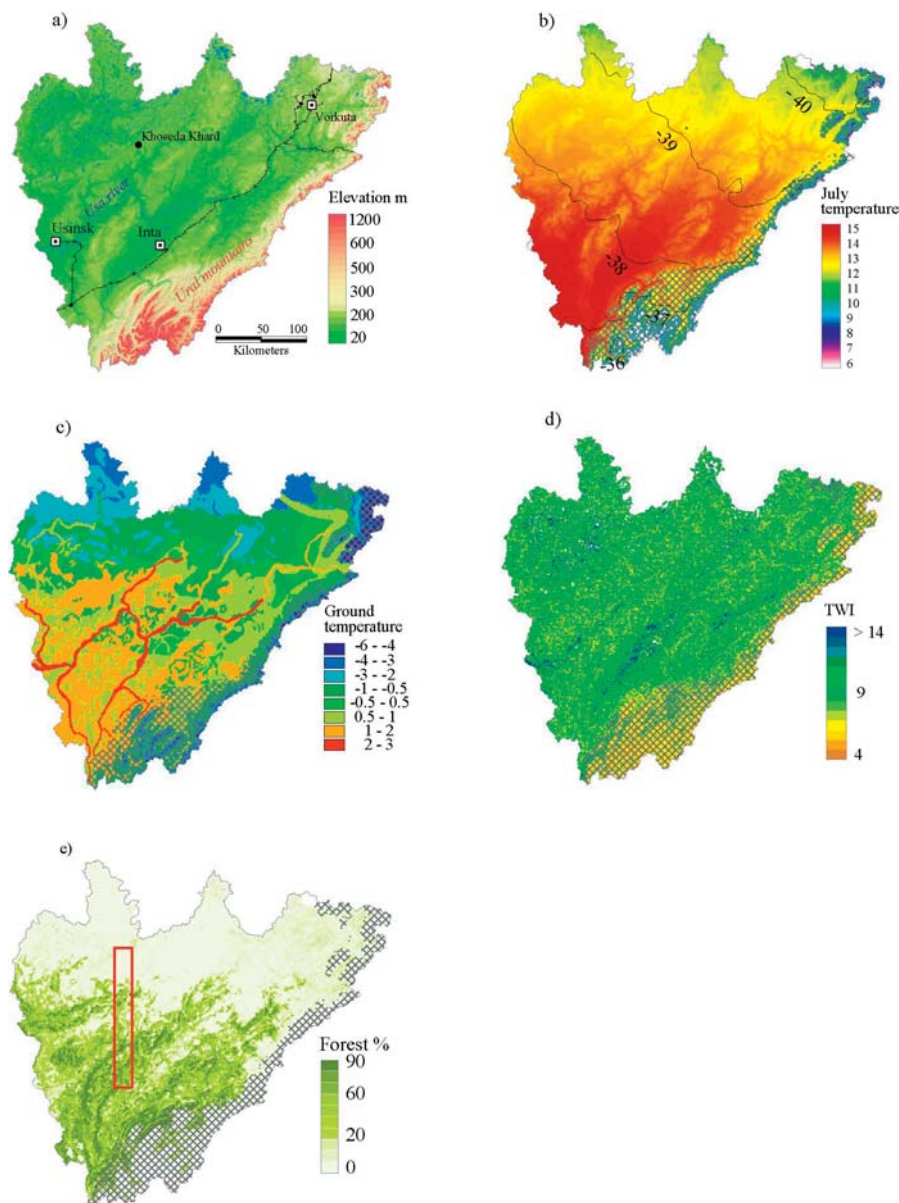 a)
Vorkuta
Khoseda Khard
Usa river
Usinsk
Inta
Ural mountains
Elevation m
1200
600
500
300
200
20
0 50 100
Kilometers
b)
-40
-39
-38
-37
-36
July
temperature
15
14
13
12
11
10
9
8
7
6
c)
Ground
temperature
-6 - -4
-4 - -3
-3 - -2
-1 - -0.5
-0.5 - 0.5
0.5 - 1
1 - 2
2 - 3
d)
TWI
> 14
9
4
e)
Forest %
90
60
20
0